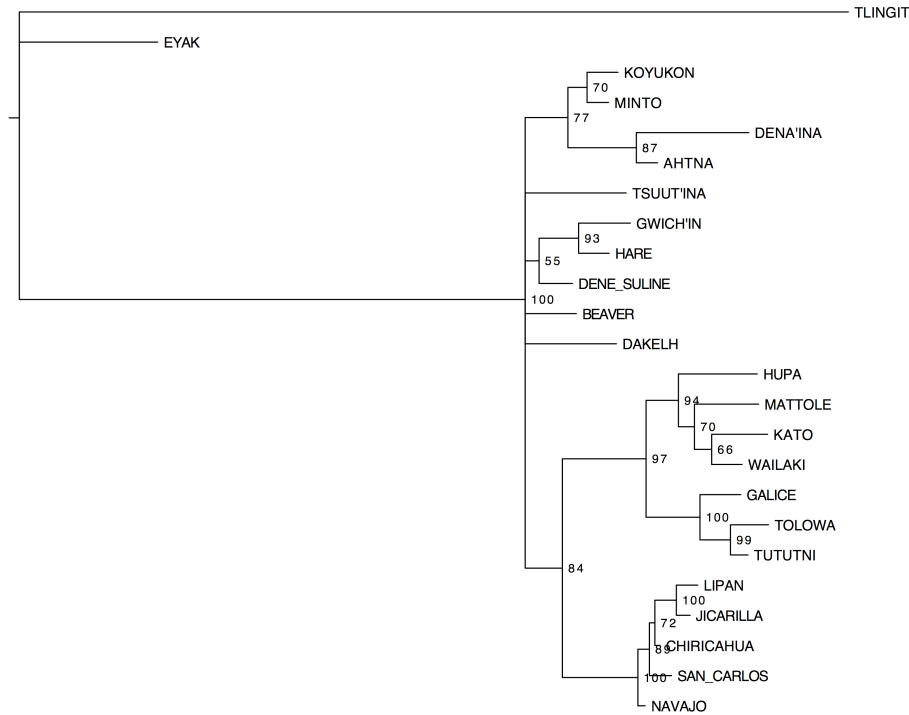 TLINGIT
EYAK
KOYUKON
70
MINTO
77
DENA'INA
87
AHTNA
TSUUT'INA
GWICH'IN
93
HARE
55
DENE_SULINE
100
BEAVER
DAKELH
HUPA
94
MATTOLE
70
KATO
66
97
WAILAKI
GALICE
100
TOLOWA
99
TUTUTNI
84
LIPAN
100
JICARILLA
72
CHIRICAHUA
89
SAN_CARLOS
100
NAVAJO